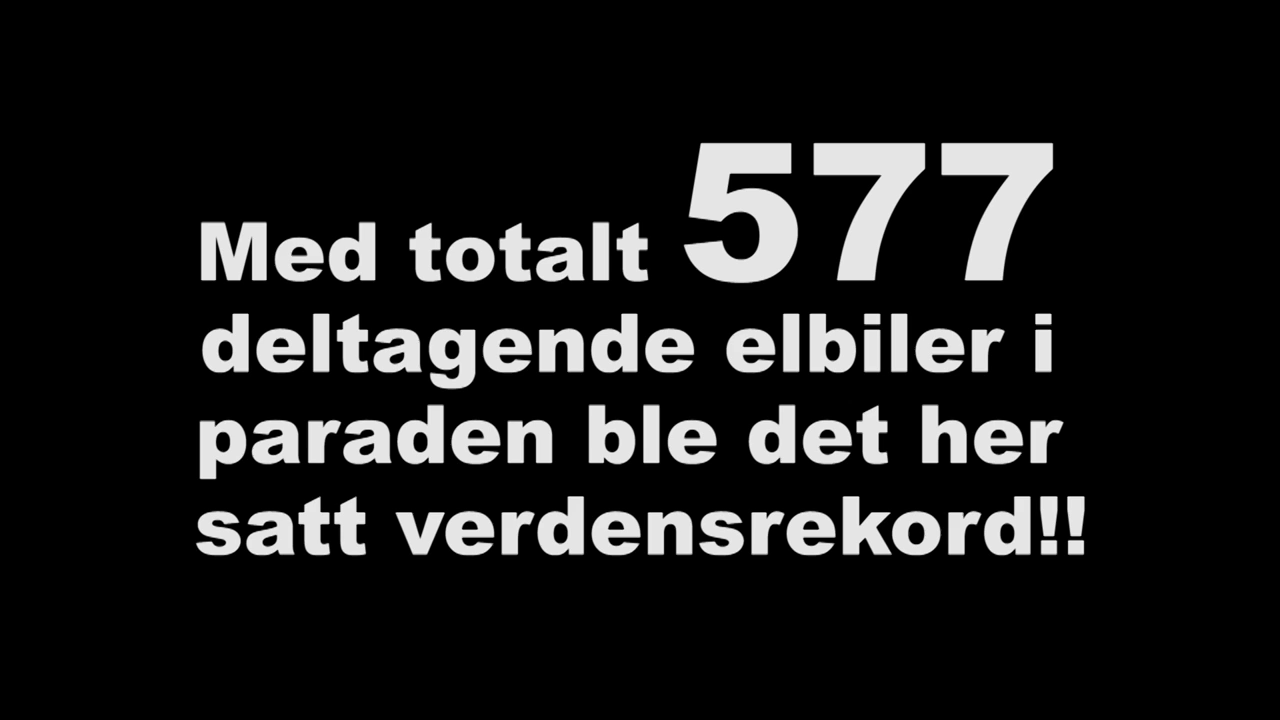 Med totalt 577
deltagende elbiler i
paraden ble det her
satt verdensrekord!!